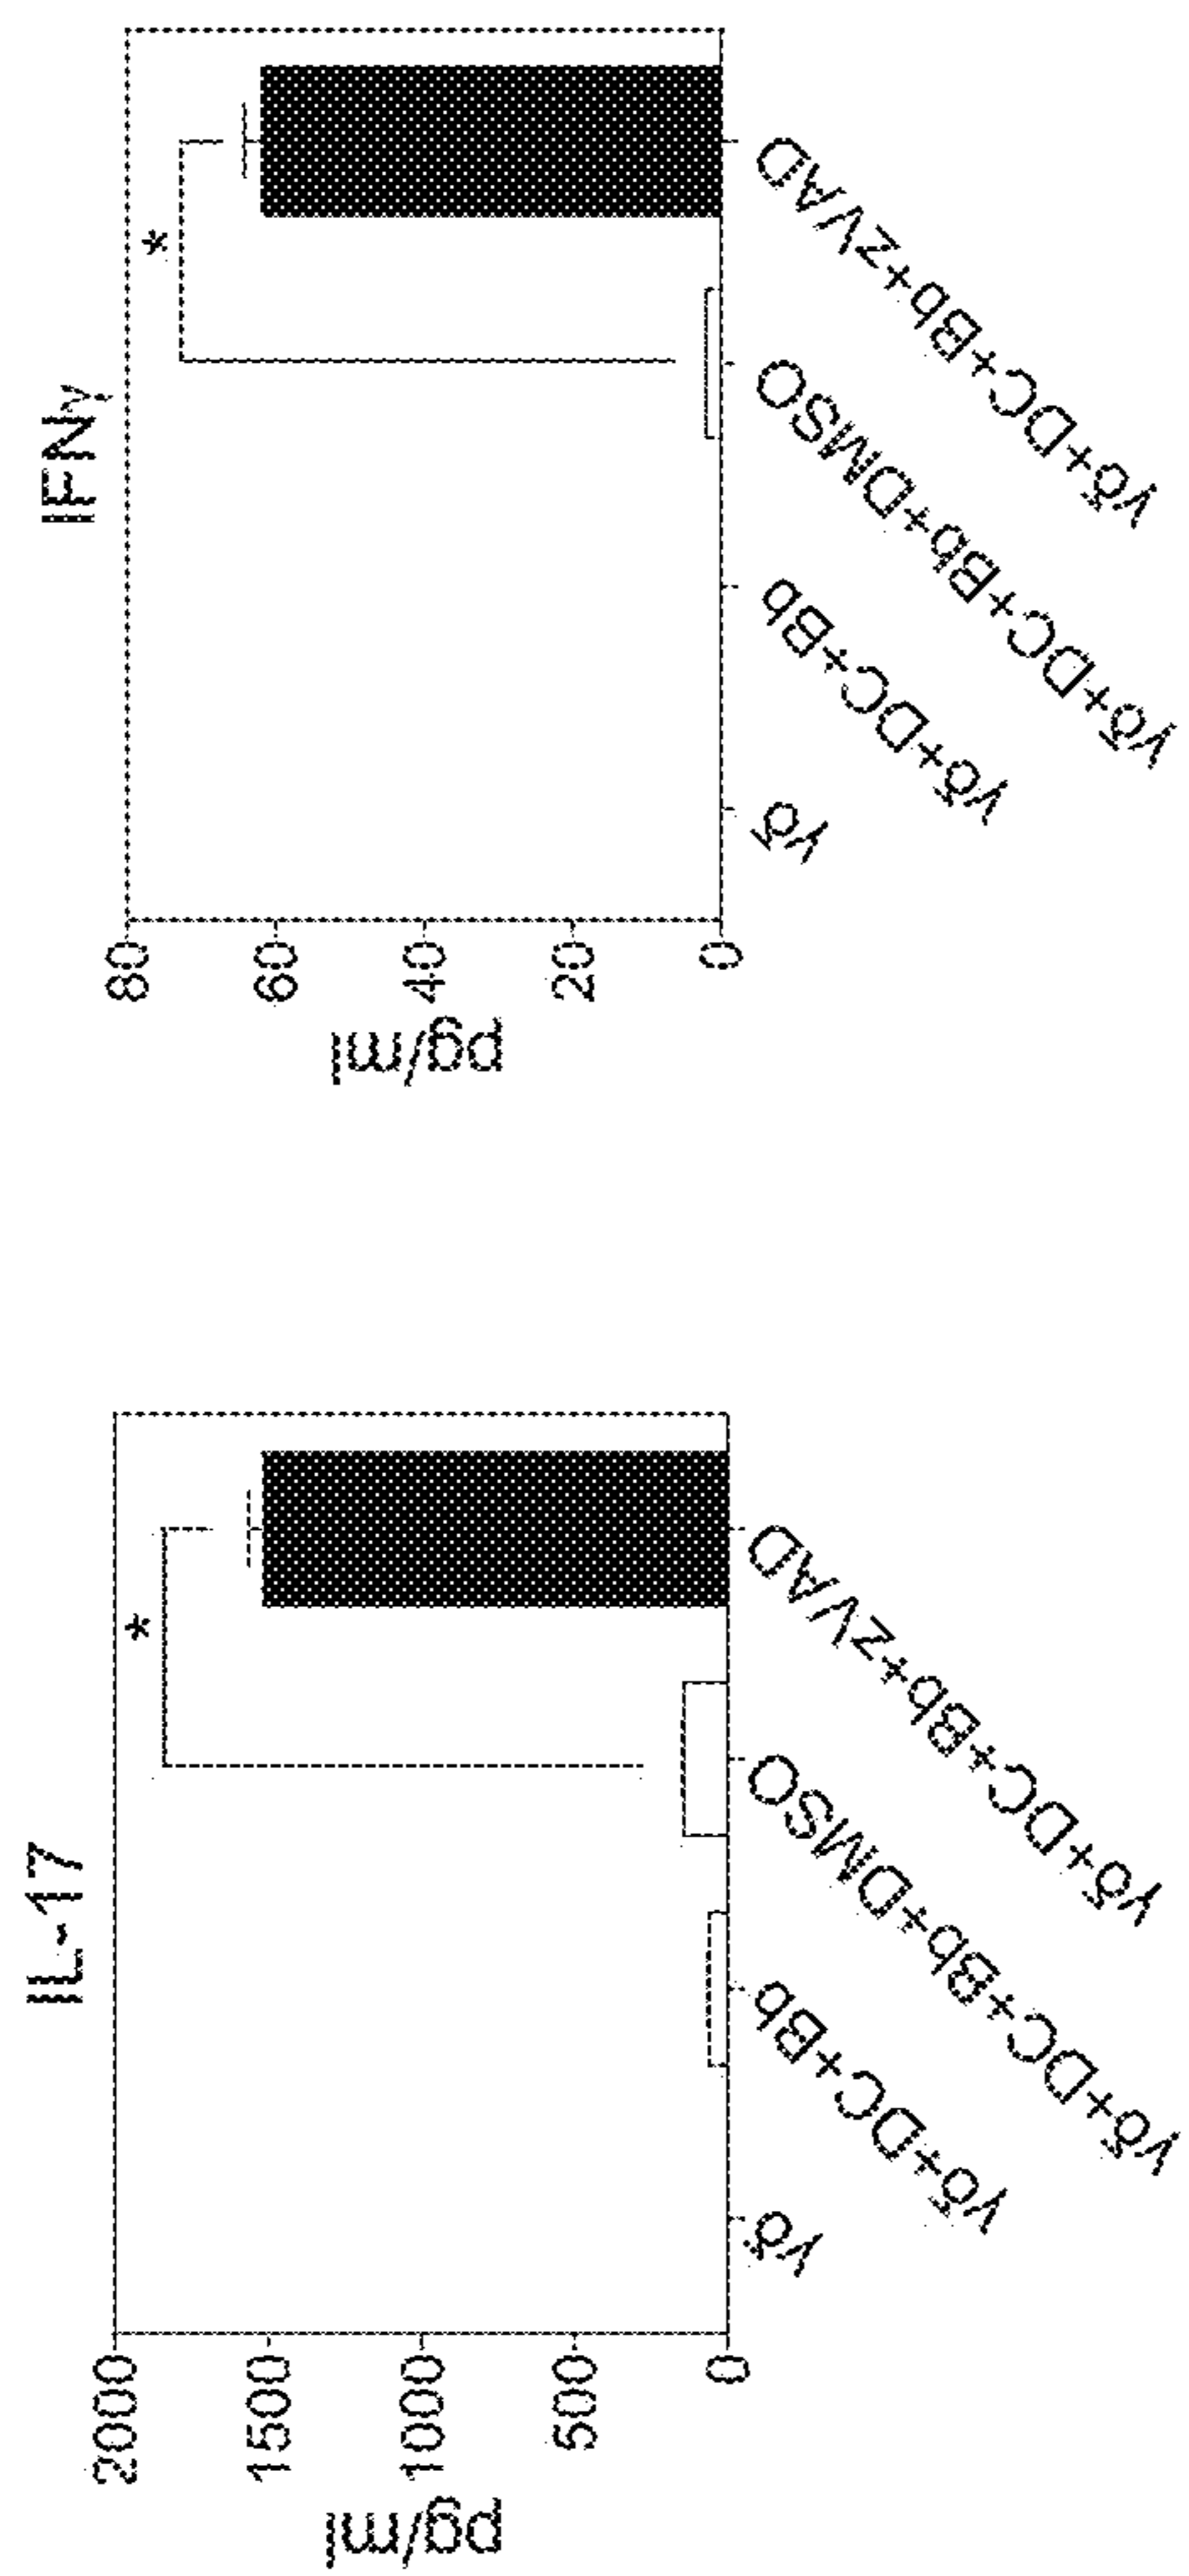 IL-17
*
2000
1500
1000
500
0
pg/ml
γδ
γδ+DC+Bb
γδ+DC+Bb+DMSO
γδ+DC+Bb+zVAD
IFNγ
*
80
60
40
20
0
pg/ml
γδ
γδ+DC+Bb
γδ+DC+Bb+DMSO
γδ+DC+Bb+zVAD